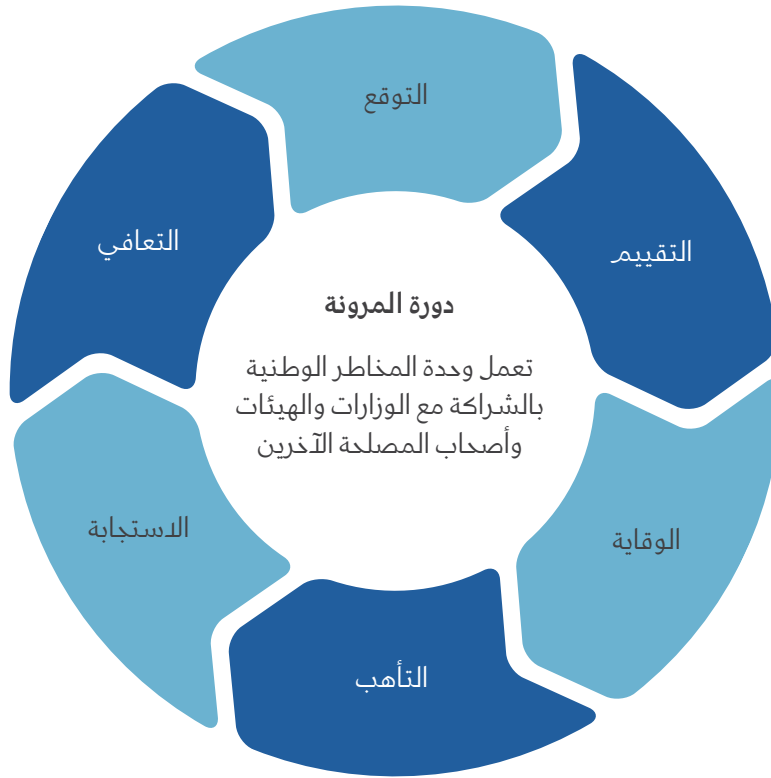 التوقع
التقييم
الوقاية
التأهب
الاستجابة
التعافي
دورة المرونة
تعمل وحدة المخاطر الوطنية
بالشراكة مع الوزارات والهيئات
وأصحاب المصلحة الآخرين